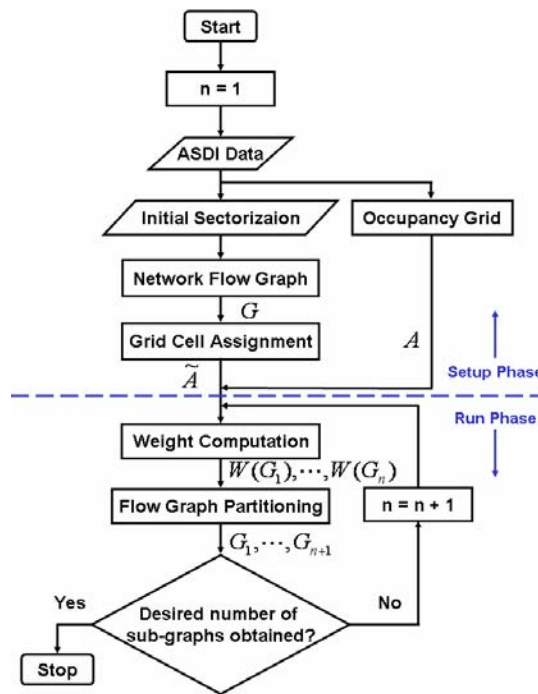 Start
n = 1
ASDI Data
Initial Sectorizaion
Occupancy Grid
Network Flow Graph
G
Grid Cell Assignment
A
Ã
Setup Phase
Run Phase
Weight Computation
W(G₁),⋯,W(Gₙ)
Flow Graph Partitioning
n = n + 1
G₁,⋯,Gₙ₊₁
Yes
No
Desired number of
sub-graphs obtained?
Stop